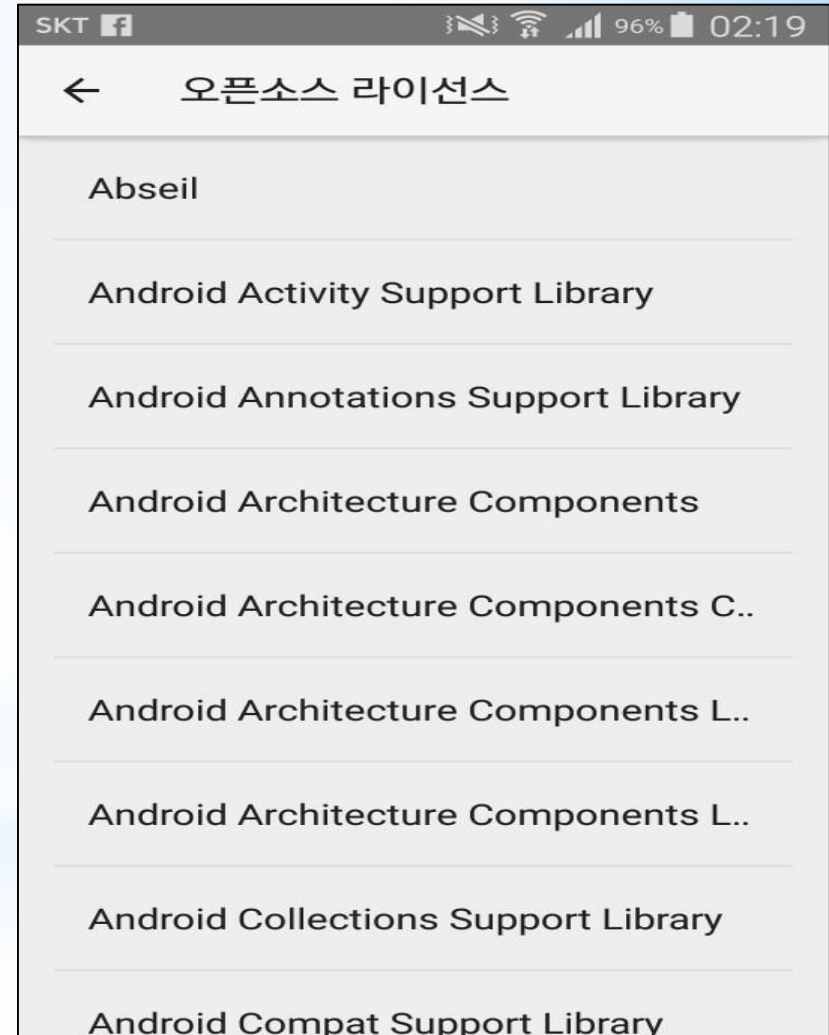 SKT 96% 02:19
오픈소스 라이선스
Abseil
Android Activity Support Library
Android Annotations Support Library
Android Architecture Components
Android Architecture Components C..
Android Architecture Components L..
Android Architecture Components L..
Android Collections Support Library
Android Compat Support Library